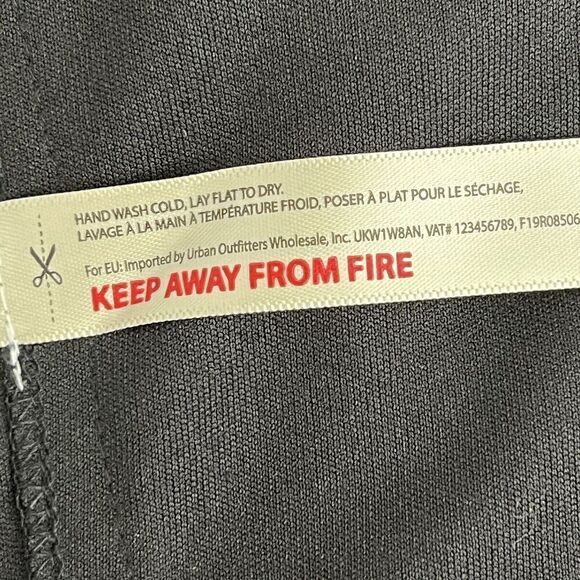 HAND WASH COLD, LAY FLAT TO DRY.
LAVAGE À LA MAIN À TEMPÉRATURE FROID, POSER À PLAT POUR LE SÉCHAGE,
For EU: Imported by Urban Outfitters Wholesale, Inc. UKW1W8AN, VAT# 123456789, F19R08506
KEEP AWAY FROM FIRE